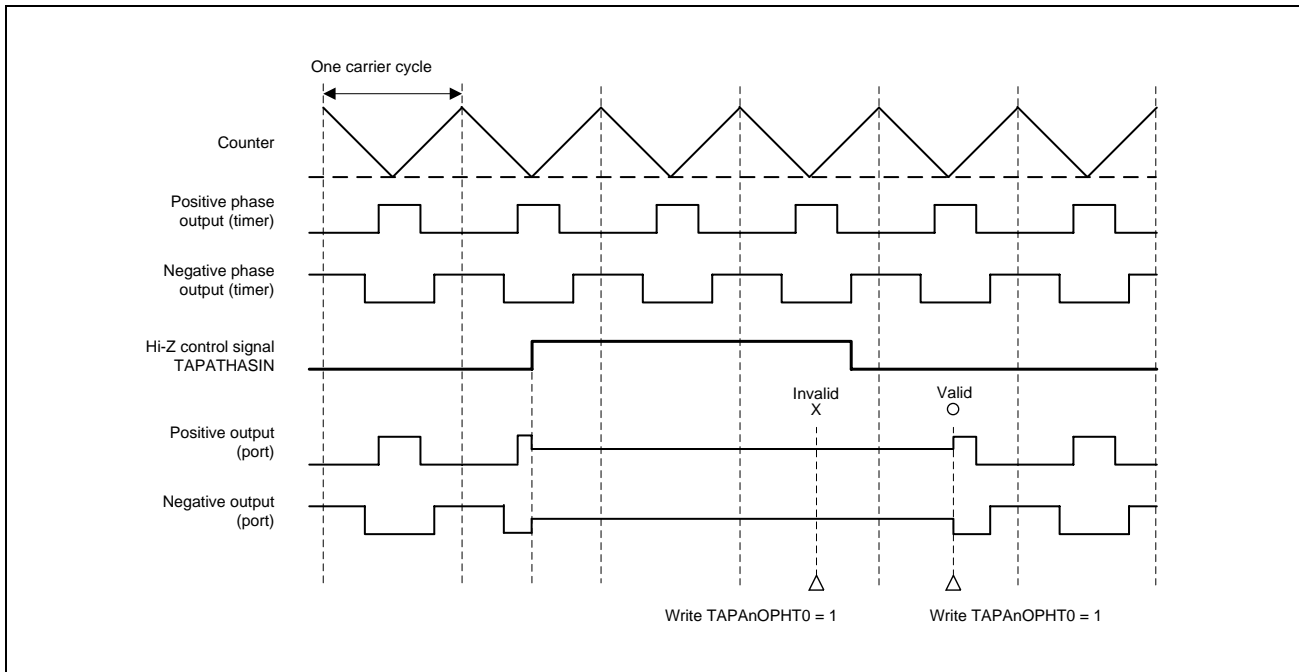 One carrier cycle
Counter
Positive phase
output (timer)
Negative phase
output (timer)
Hi-Z control signal
TAPATHASIN
Invalid
X
Valid
Positive output
(port)
Negative output
(port)
Write TAPAnOPHT0 = 1
Write TAPAnOPHT0 = 1